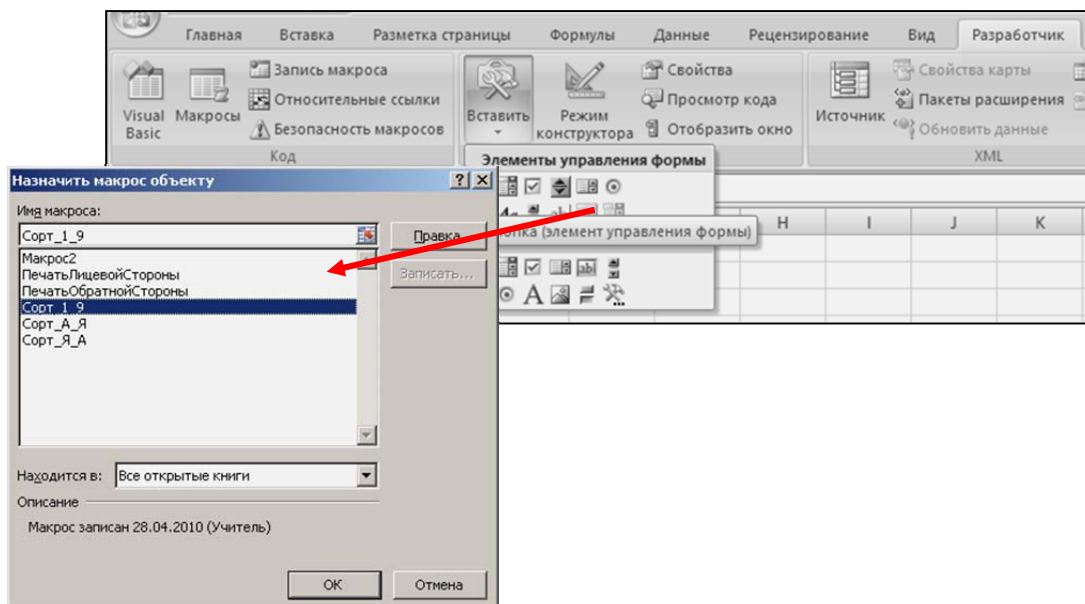 Главная Вставка Разметка страницы Формулы Данные Рецензирование Вид Разработчик
Visual Basic
Макросы
Запись макроса
Относительные ссылки
Безопасность макросов
Код
Вставить
Режим конструктора
Свойства
Просмотр кода
Отобразить окно
Источник
Свойства карты
Пакеты расширения
Обновить данные
XML
Элементы управления формы
(элемент управления формы)
H I J K
Назначить макрос объекту
Имя макроса:
Сорт_1_9
Правка
Записать...
Макрос2
ПечатьЛицевойСтороны
ПечатьОбратнойСтороны
Сорт_1_9
Сорт_А_Я
Сорт_Я_А
Находится в: Все открытые книги
Описание
Макрос записан 28.04.2010 (Учитель)
ОК Отмена